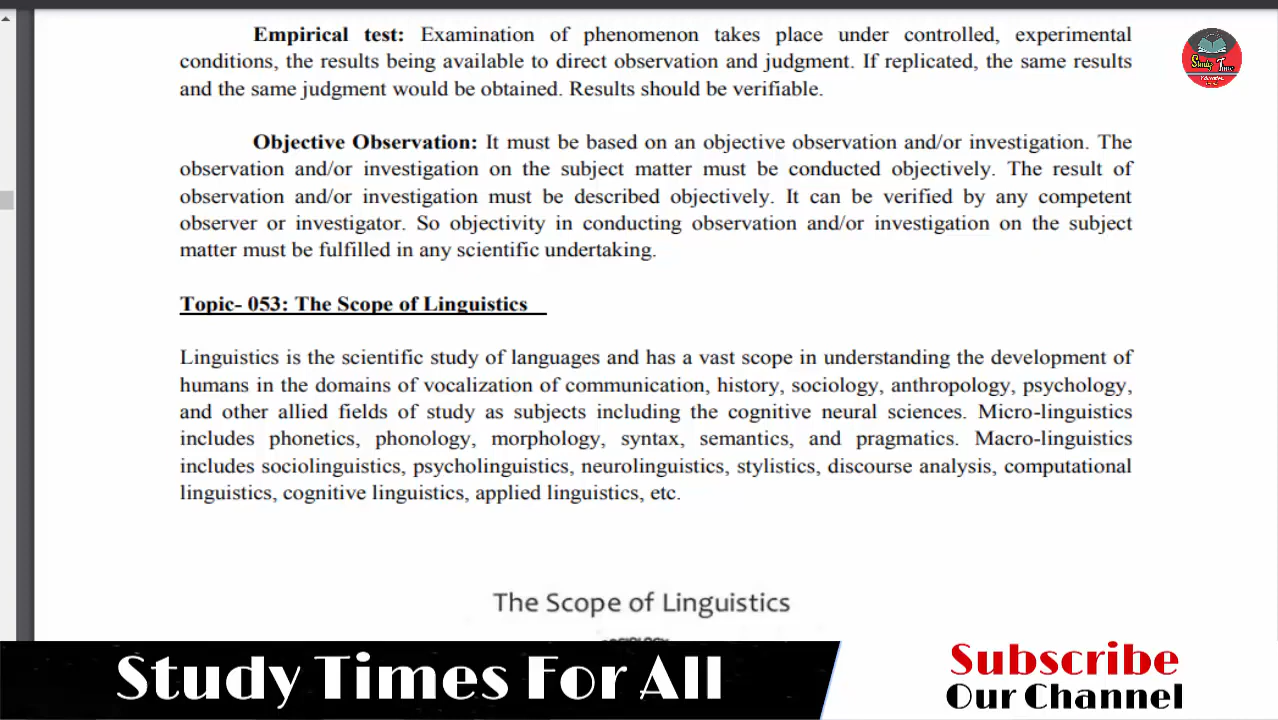 Empirical test: Examination of phenomenon takes place under controlled, experimental
conditions, the results being available to direct observation and judgment. If replicated, the same results
and the same judgment would be obtained. Results should be verifiable.
Study Time
Objective Observation: It must be based on an objective observation and/or investigation. The
observation and/or investigation on the subject matter must be conducted objectively. The result of
observation and/or investigation must be described objectively. It can be verified by any competent
observer or investigator. So objectivity in conducting observation and/or investigation on the subject
matter must be fulfilled in any scientific undertaking.
Topic- 053: The Scope of Linguistics
Linguistics is the scientific study of languages and has a vast scope in understanding the development of
humans in the domains of vocalization of communication, history, sociology, anthropology, psychology,
and other allied fields of study as subjects including the cognitive neural sciences. Micro-linguistics
includes phonetics, phonology, morphology, syntax, semantics, and pragmatics. Macro-linguistics
includes sociolinguistics, psycholinguistics, neurolinguistics, stylistics, discourse analysis, computational
linguistics, cognitive linguistics, applied linguistics, etc.
The Scope of Linguistics
Study Times For All
Subscribe
Our Channel